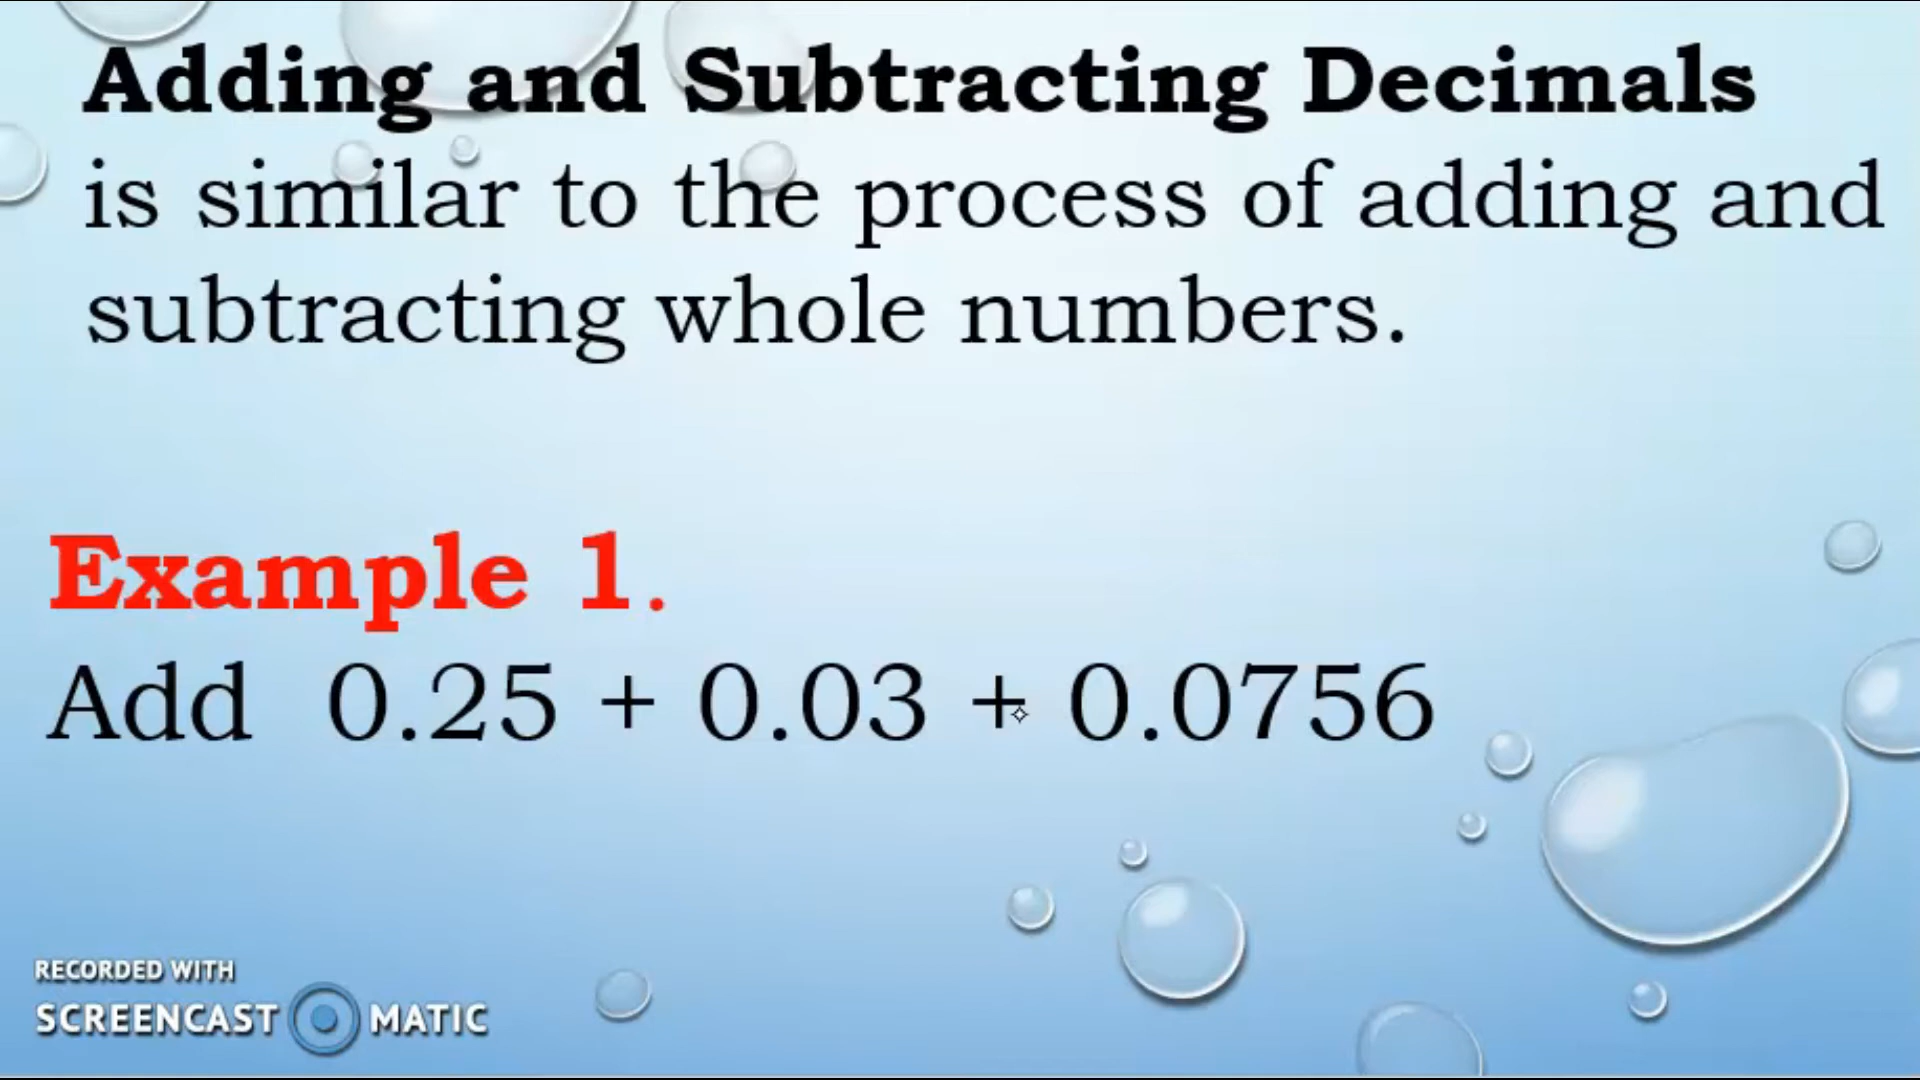 Adding and Subtracting Decimals
is similar to the process of adding and
subtracting whole numbers.
Example 1.
Add 0.25 + 0.03 + 0.0756
RECORDED WITH
SCREENCAST MATIC